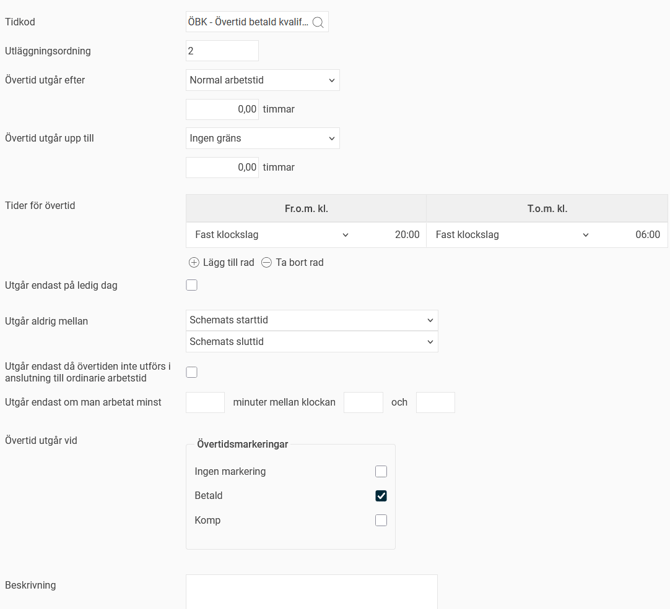 Tidkod
ÖBK - Övertid betald kvalif...
Utläggningsordning
2
Övertid utgår efter
Normal arbetstid
0,00 timmar
Övertid utgår upp till
Ingen gräns
0,00 timmar
Tider för övertid
Fr.o.m. kl. T.o.m. kl.
Fast klockslag 20:00 Fast klockslag 06:00
Lägg till rad Ta bort rad
Utgår endast på ledig dag
Utgår aldrig mellan
Schemats starttid
Schemats sluttid
Utgår endast då övertiden inte utförs i
anslutning till ordinarie arbetstid
Utgår endast om man arbetat minst minuter mellan klockan och
Övertid utgår vid
Övertidsmarkeringar
Ingen markering
Betald
Komp
Beskrivning